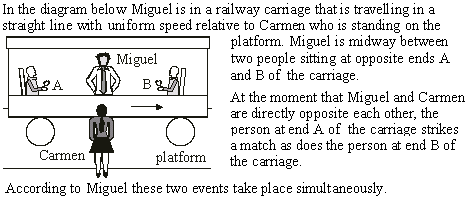 In the diagram below Miguel is in a railway carriage that is travelling in a
straight line with uniform speed relative to Carmen who is standing on the
platform. Miguel is midway between
two people sitting at opposite ends A
and B of the carriage.
Miguel
A
B
At the moment that Miguel and Carmen
are directly opposite each other, the
person at end A of the carriage strikes
a match as does the person at end B of
the carriage.
Carmen
platform
According to Miguel these two events take place simultaneously.